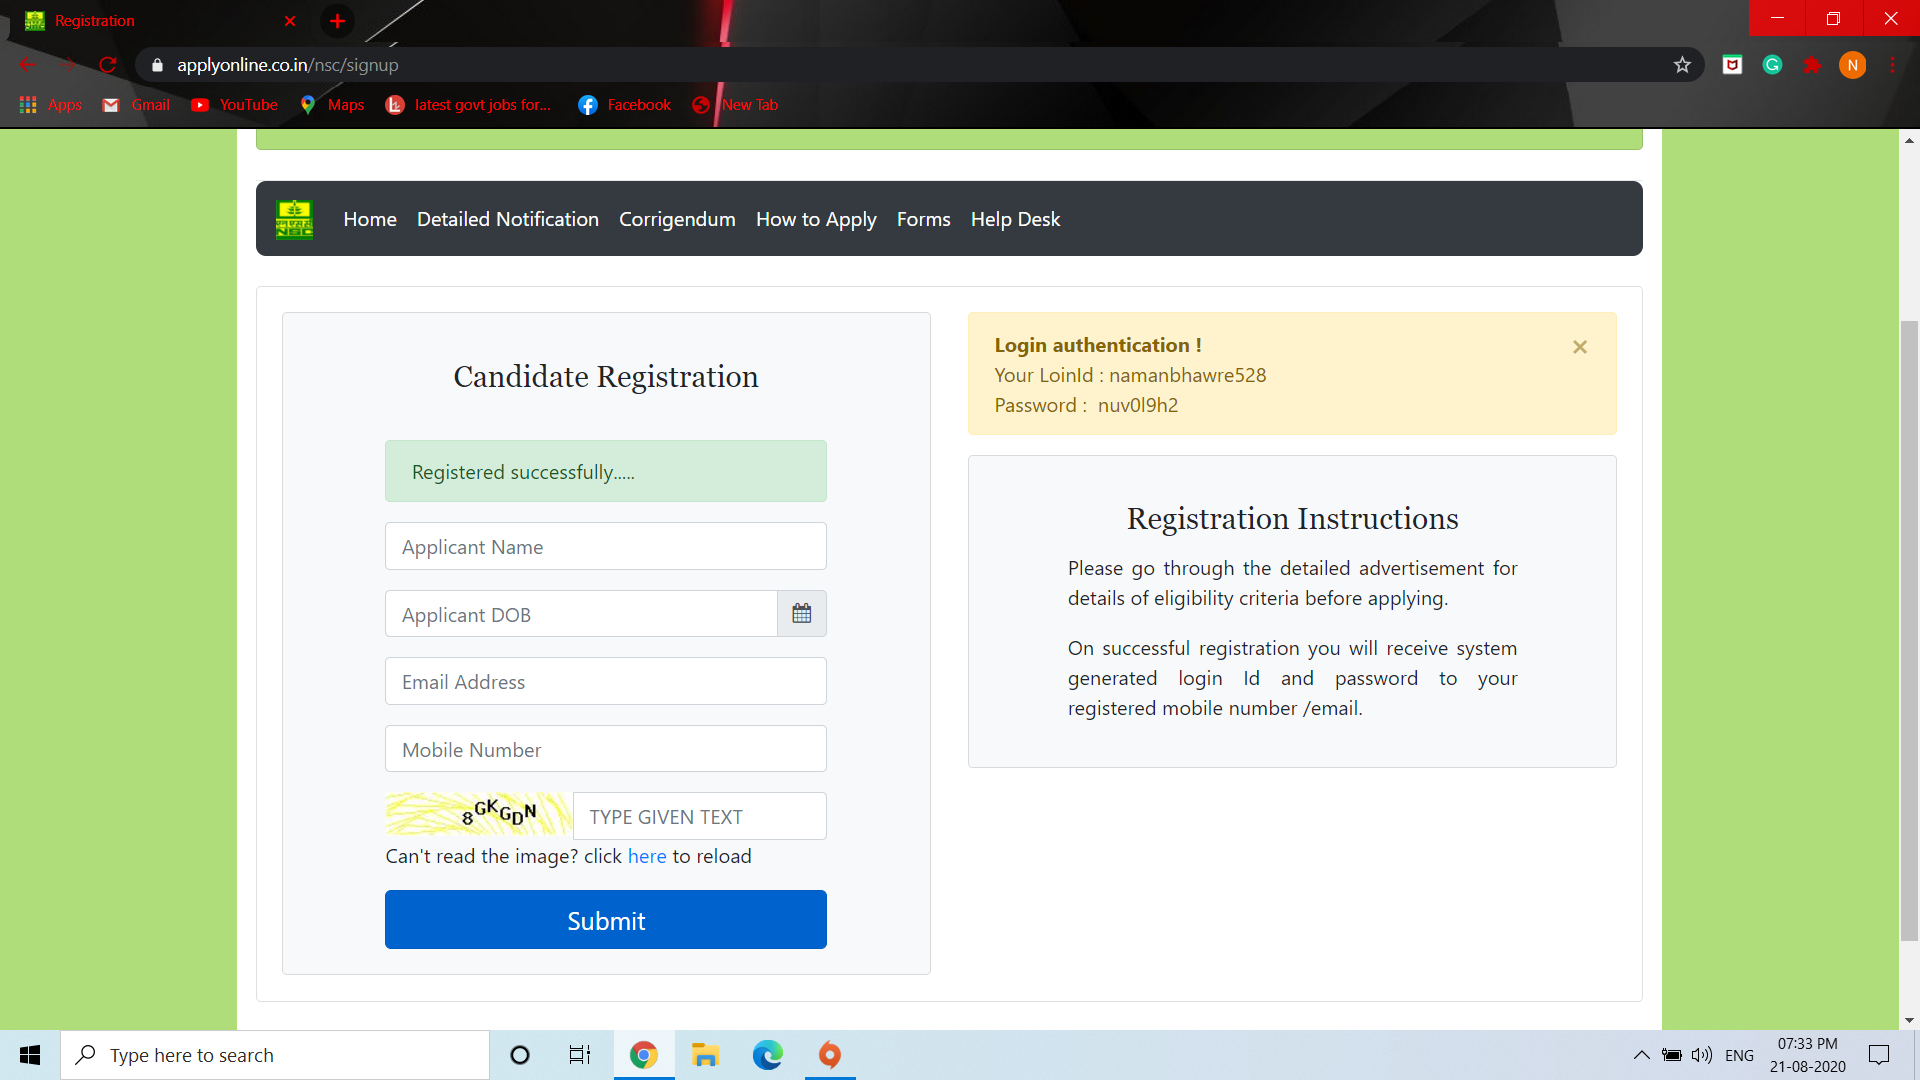 Registration
applyonline.co.in/nsc/signup
N
Apps
Gmail
YouTube
Maps
latest govt jobs for...
Facebook
New Tab
NSC
Home
Detailed Notification
Corrigendum
How to Apply
Forms
Help Desk
Candidate Registration
Registered successfully.....
Applicant Name
Applicant DOB
Email Address
Mobile Number
8GKGDN
TYPE GIVEN TEXT
Can't read the image? click here to reload
Submit
Login authentication !
Your LoinId : namanbhawre528
Password : nuv0l9h2
Registration Instructions
Please go through the detailed advertisement for
details of eligibility criteria before applying.
On successful registration you will receive system
generated login Id and password to your
registered mobile number /email.
Type here to search
ENG
07:33 PM
21-08-2020